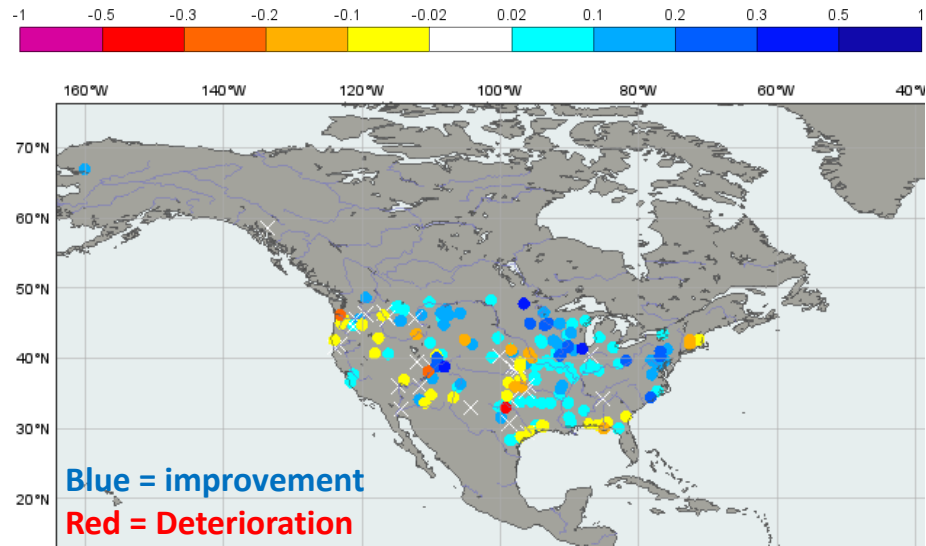 -1 -0.5 -0.3 -0.2 -0.1 -0.02 0.02 0.1 0.2 0.3 0.5 1
160°W 140°W 120°W 100°W 80°W 60°W 40°W
70°N
60°N
50°N
40°N
30°N
Blue = improvement
20°N
Red = Deterioration